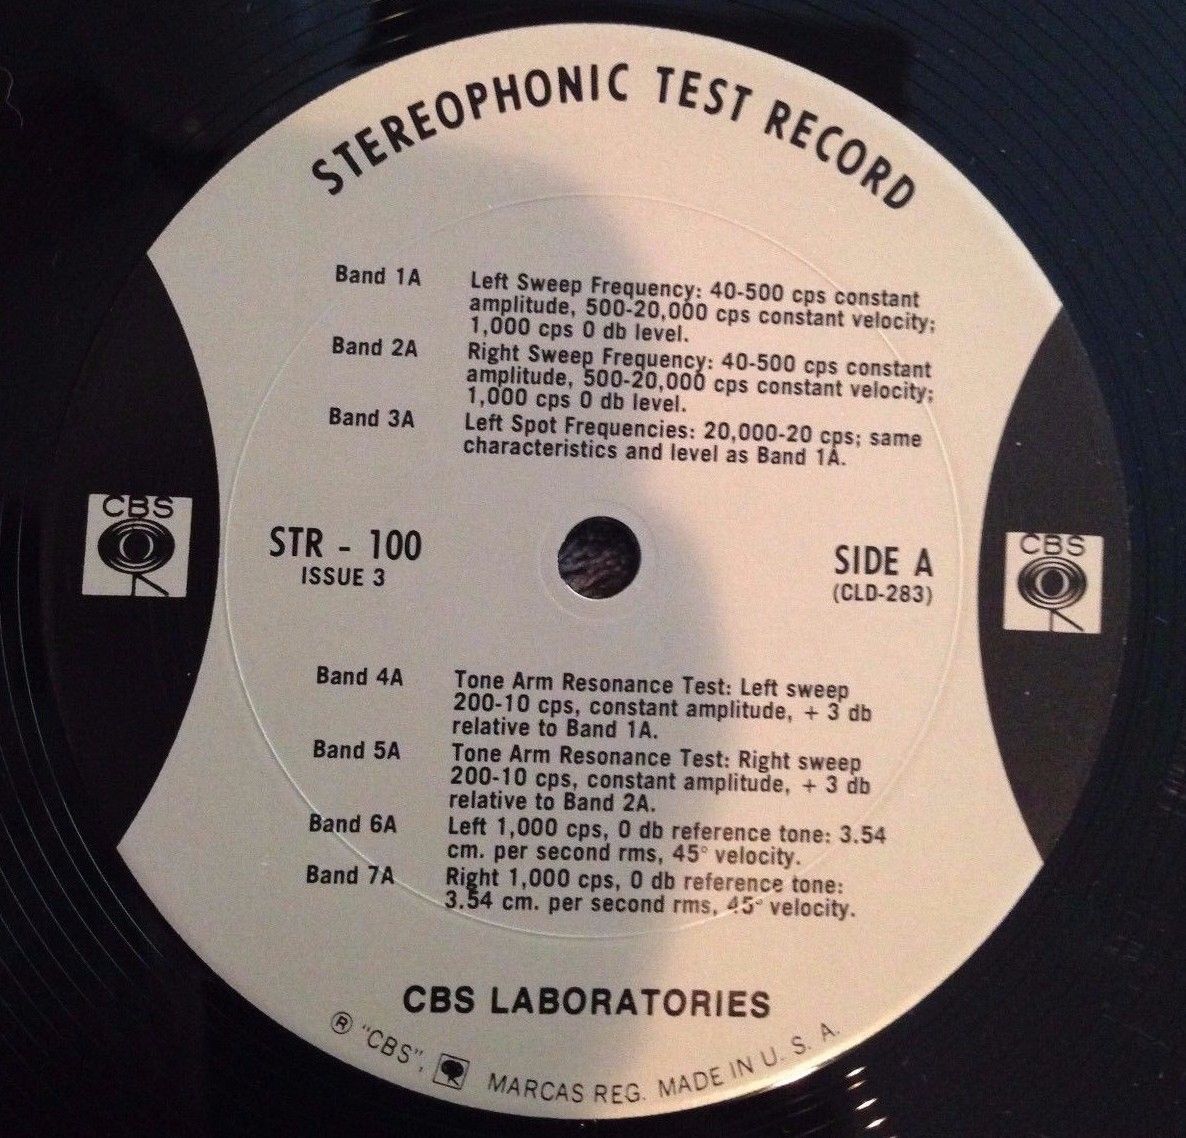 STEREOPHONIC TEST RECORD
Band 1A Left Sweep Frequency: 40-500 cps constant
amplitude, 500-20,000 cps constant velocity;
1,000 cps 0 db level.
Band 2A Right Sweep Frequency: 40-500 cps constant
amplitude, 500-20,000 cps constant velocity;
1,000 cps 0 db level.
Band 3A Left Spot Frequencies: 20,000-20 cps; same
characteristics and level as Band 1A.
CBS
STR - 100
ISSUE 3
SIDE A
(CLD-283)
CBS
Band 4A Tone Arm Resonance Test: Left sweep
200-10 cps, constant amplitude, + 3 db
relative to Band 1A.
Band 5A Tone Arm Resonance Test: Right sweep
200-10 cps, constant amplitude, + 3 db
relative to Band 2A.
Band 6A Left 1,000 cps, 0 db reference tone: 3.54
cm. per second rms, 45° velocity.
Band 7A Right 1,000 cps, 0 db reference tone:
3.54 cm. per second rms, 45° velocity.
CBS LABORATORIES
® "CBS", MARCAS REG. MADE IN U. S. A.